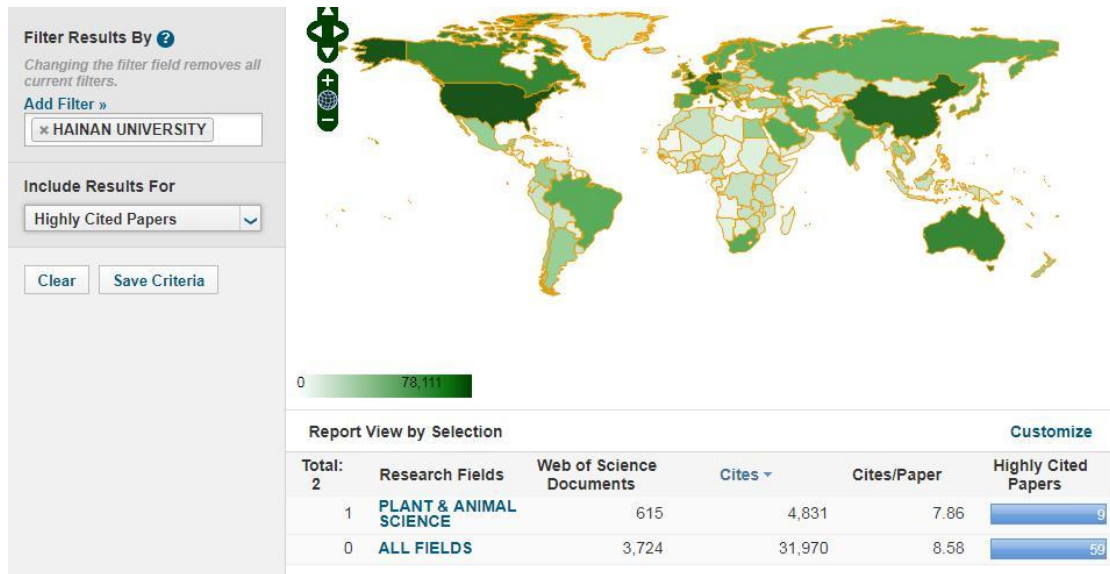 Filter Results By ?
Changing the filter field removes all
current filters.
Add Filter »
× HAINAN UNIVERSITY
Include Results For
Highly Cited Papers
Clear Save Criteria
0 78,111
Report View by Selection Customize
Total:
2 Research Fields Web of Science
Documents Cites Cites/Paper Highly Cited
Papers
1 PLANT & ANIMAL
SCIENCE 615 4,831 7.86 9
0 ALL FIELDS 3,724 31,970 8.58 59